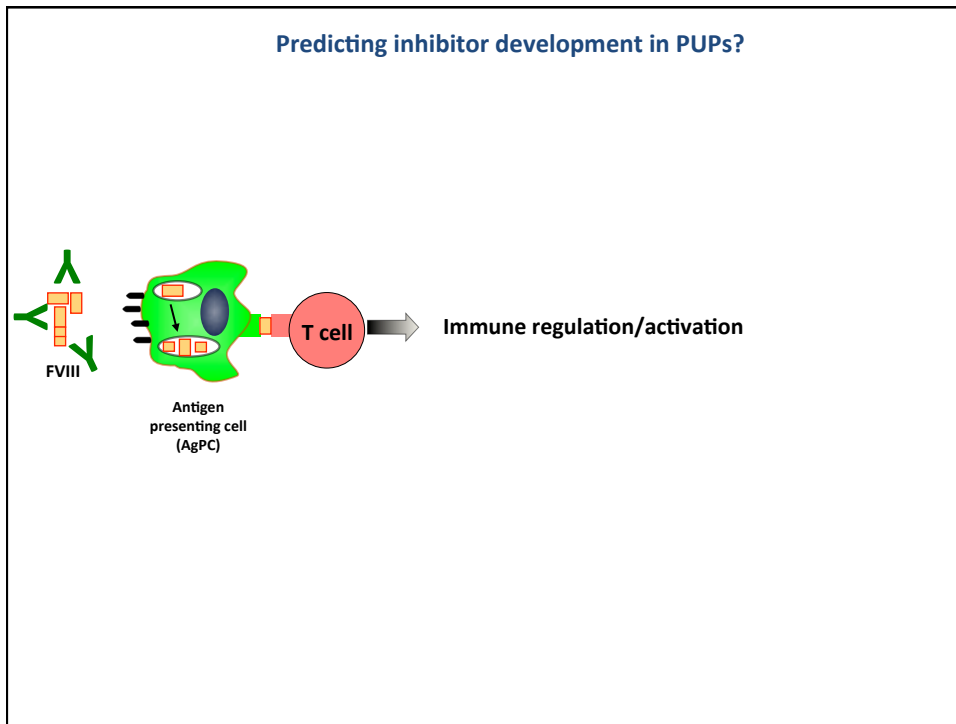 Predicting inhibitor development in PUPs?
T cell
Immune regulation/activation
FVIII
Antigen
presenting cell
(AgPC)